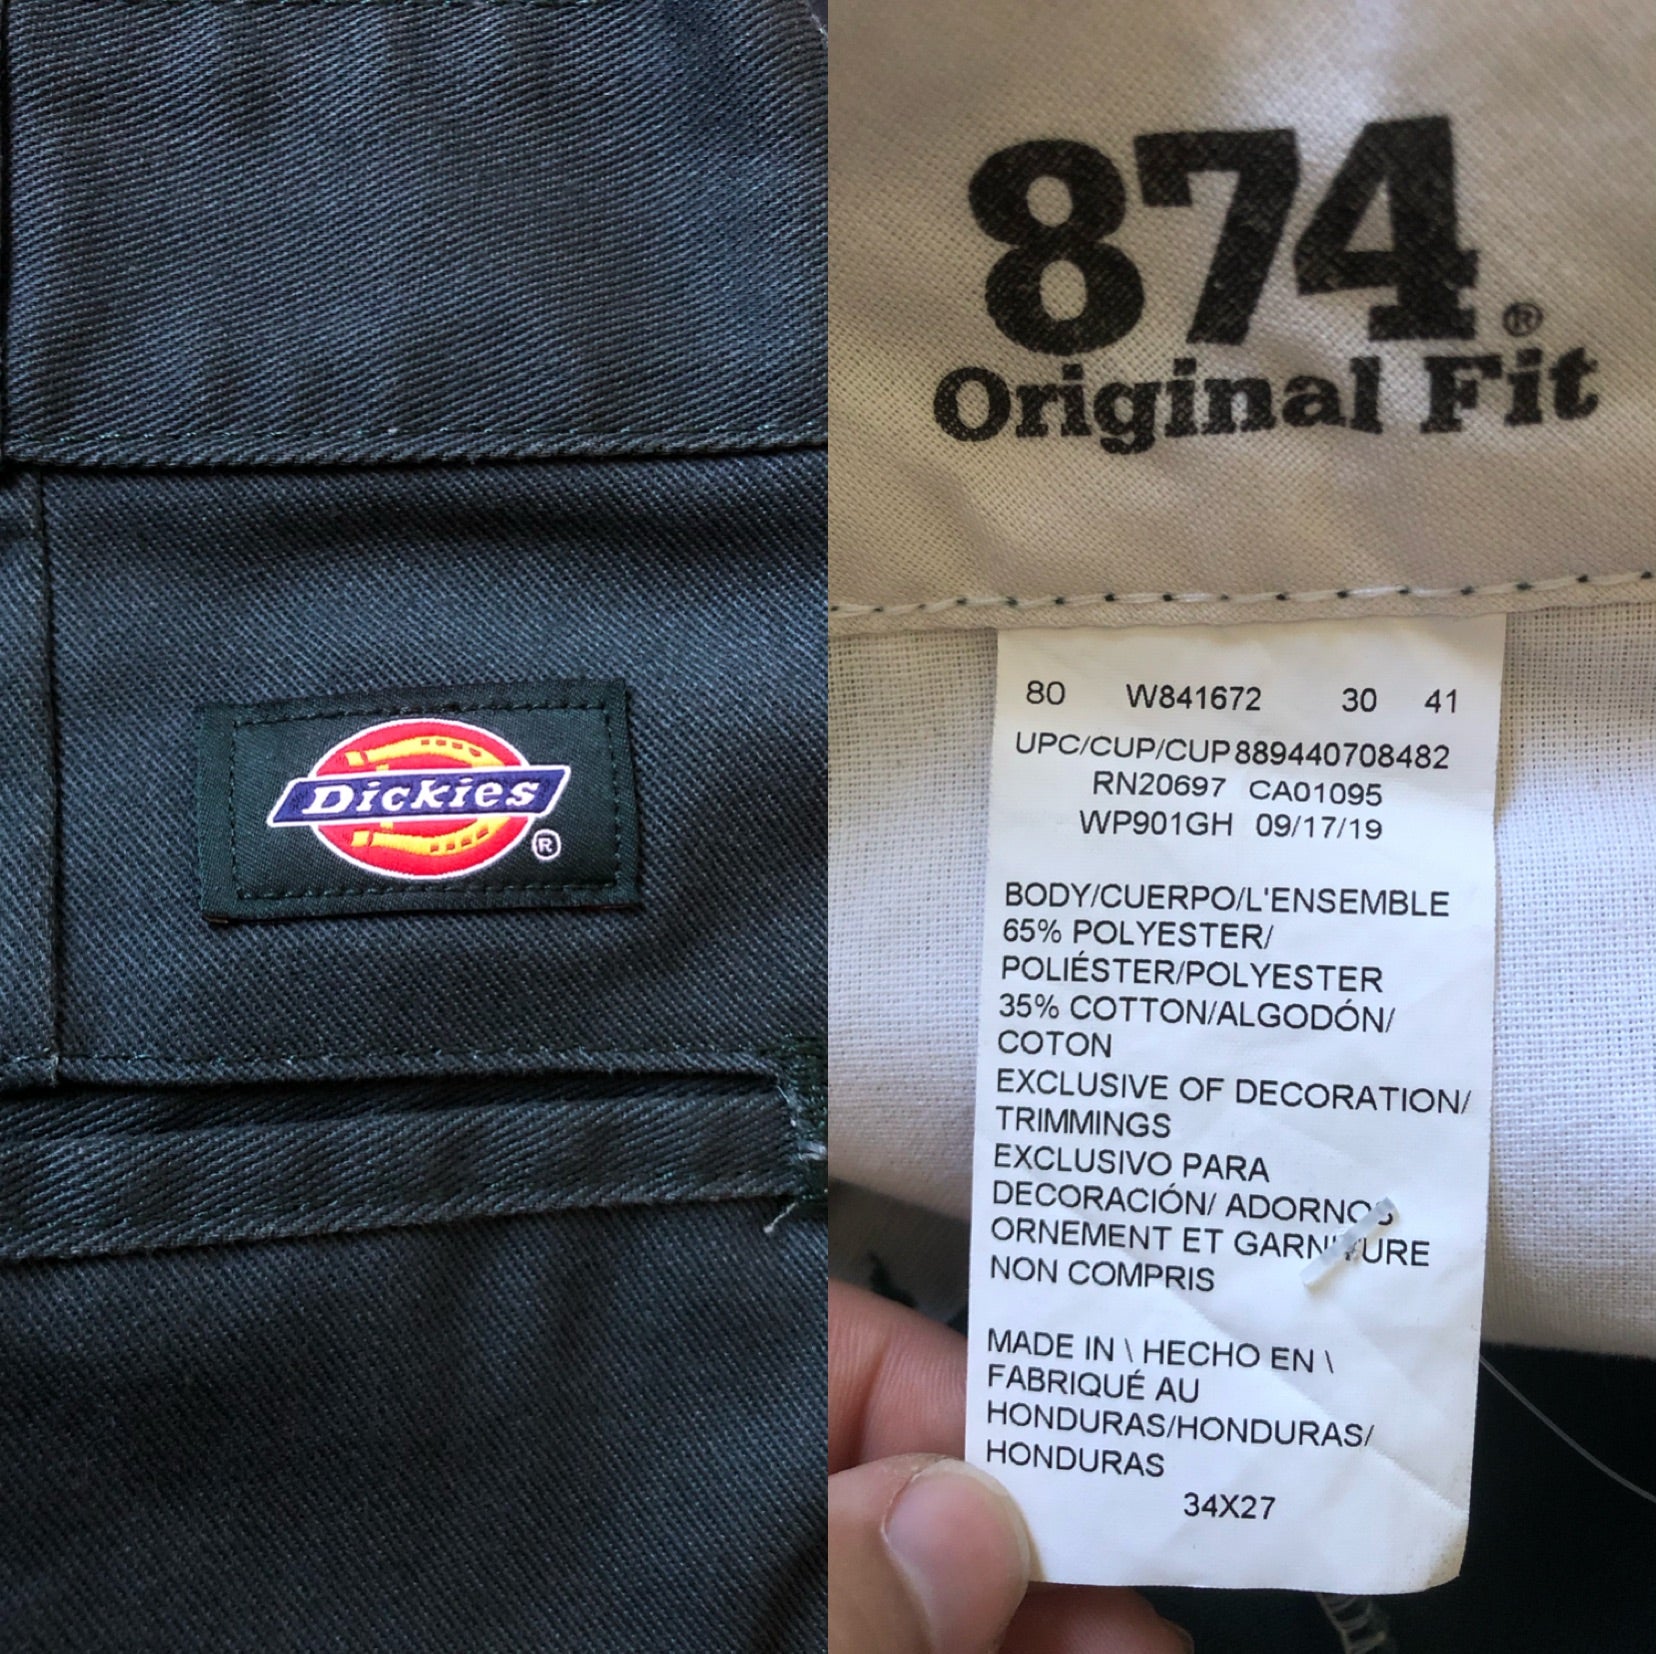 Dickies®
874®
Original Fit
80 W841672 30 41
UPC/CUP/CUP889440708482
RN20697 CA01095
WP901GH 09/17/19
BODY/CUERPO/L'ENSEMBLE
65% POLYESTER/
POLIÉSTER/POLYESTER
35% COTTON/ALGODÓN/
COTON
EXCLUSIVE OF DECORATION/
TRIMMINGS
EXCLUSIVO PARA
DECORACIÓN/ ADORNOS
ORNEMENT ET GARNITURE
NON COMPRIS
MADE IN \ HECHO EN \
FABRIQUÉ AU
HONDURAS/HONDURAS/
HONDURAS
34X27